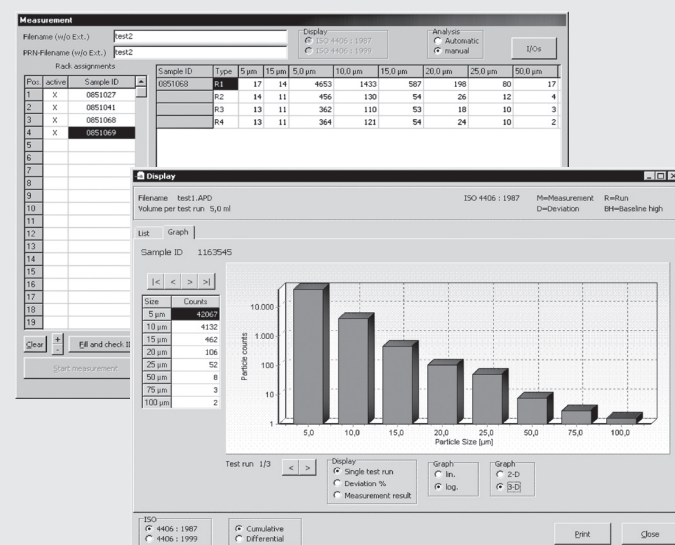 Measurement
Filename (w/o Ext.) test2
PRN-Filename (w/o Ext.) test2
Display
ISO 4406 : 1987
ISO 4406 : 1999
Analysis
Automatic
manual
I/Os
Rack assignments
Pos. active Sample ID
1 X 0851027
2 X 0851041
3 X 0851068
4 X 0851069
5
6
7
8
9
10
11
12
13
14
15
16
17
18
19
Clear + - Fill and check
Start measurement
Sample ID Type 5 µm 15 µm 5,0 µm 10,0 µm 15,0 µm 20,0 µm 25,0 µm 50,0 µm
0851068 R1 17 14 4653 1433 587 198 80 17
R2 14 11 456 130 54 26 12 4
R3 13 11 362 110 53 18 10 3
R4 13 11 364 121 54 24 10 2
Display
Filename test1.APD
Volume per test run 5,0 ml
ISO 4406 : 1987 M=Measurement R=Run
D=Deviation BH=Baseline high
List Graph
Sample ID 1163545
|< < > >|
Size Counts
5 µm 42067
10 µm 4132
15 µm 462
20 µm 106
25 µm 52
50 µm 8
75 µm 3
100 µm 2
Particle counts
10.000
1.000
100
10
1
5,0 10,0 15,0 20,0 25,0 50,0 75,0 100,0
Particle Size [µm]
Test run 1/3 < >
Display
Single test run
Deviation %
Measurement result
Graph
lin.
log.
Graph
2-D
3-D
ISO
4406 : 1987
4406 : 1999
Cumulative
Differential
Print
Close